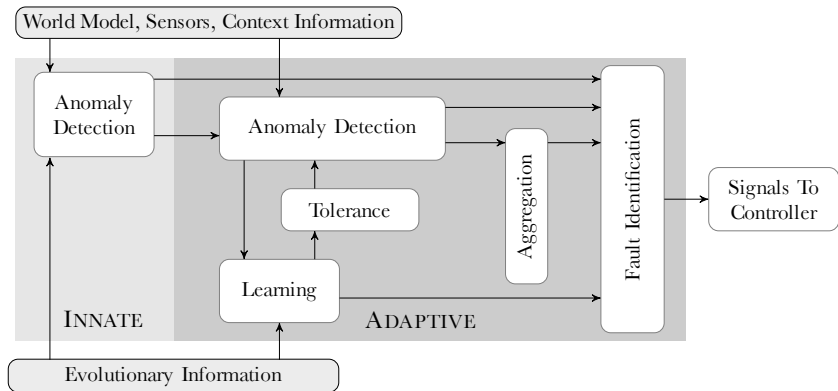 World Model, Sensors, Context Information
Anomaly
Detection
Anomaly Detection
Tolerance
Learning
Aggregation
Fault Identification
Signals To
Controller
INNATE
ADAPTIVE
Evolutionary Information